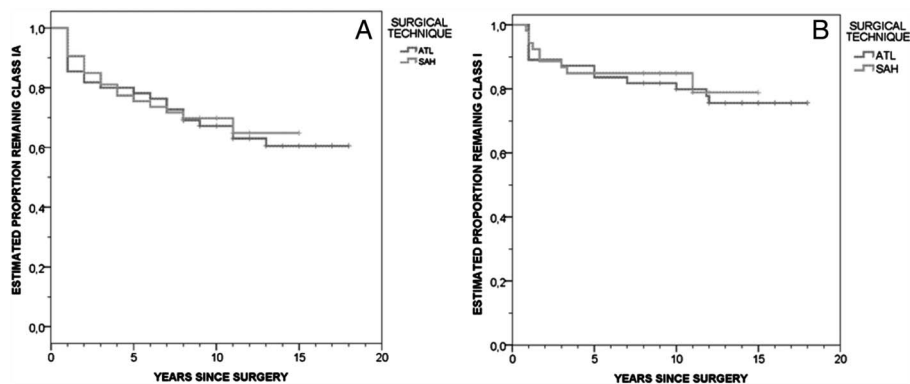 A
SURGICAL
TECHNIQUE
ATL
SAH
ESTIMATED PROPRTION REMAINIG CLASS IA
1,0
0,8
0,6
0,4
0,2
0,0
0 5 10 15 20
YEARS SINCE SURGERY
B
SURGICAL
TECHNIQUE
ATL
SAH
ESTIMATED PROPORTION REMAINIG CLASS I
1,0
0,8
0,6
0,4
0,2
0,0
0 5 10 15 20
YEARS SINCE SURGERY